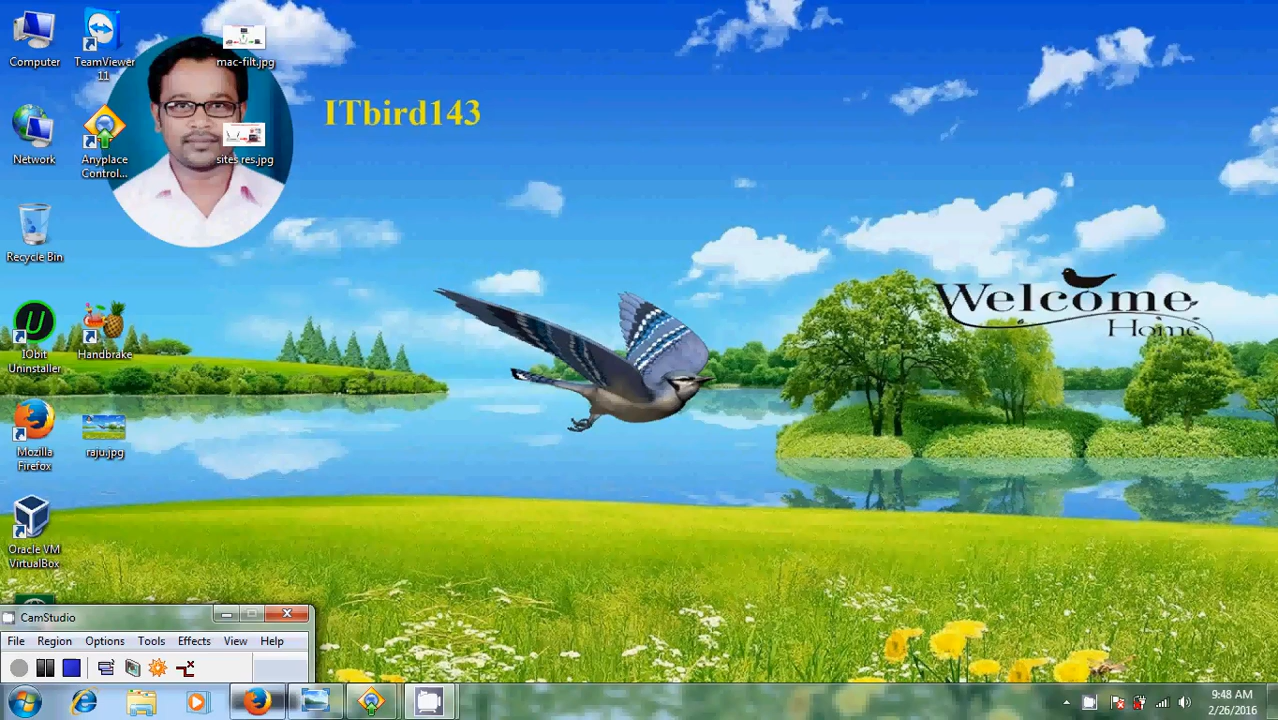 Computer
TeamViewer
11
mac-filt.jpg
ITbird143
Network
Anyplace
Control...
sites res.jpg
Recycle Bin
Welcome
Home
IObit
Uninstaller
Handbrake
Mozilla
Firefox
raju.jpg
Oracle VM
VirtualBox
CamStudio
File Region Options Tools Effects View Help
9:48 AM
2/26/2016